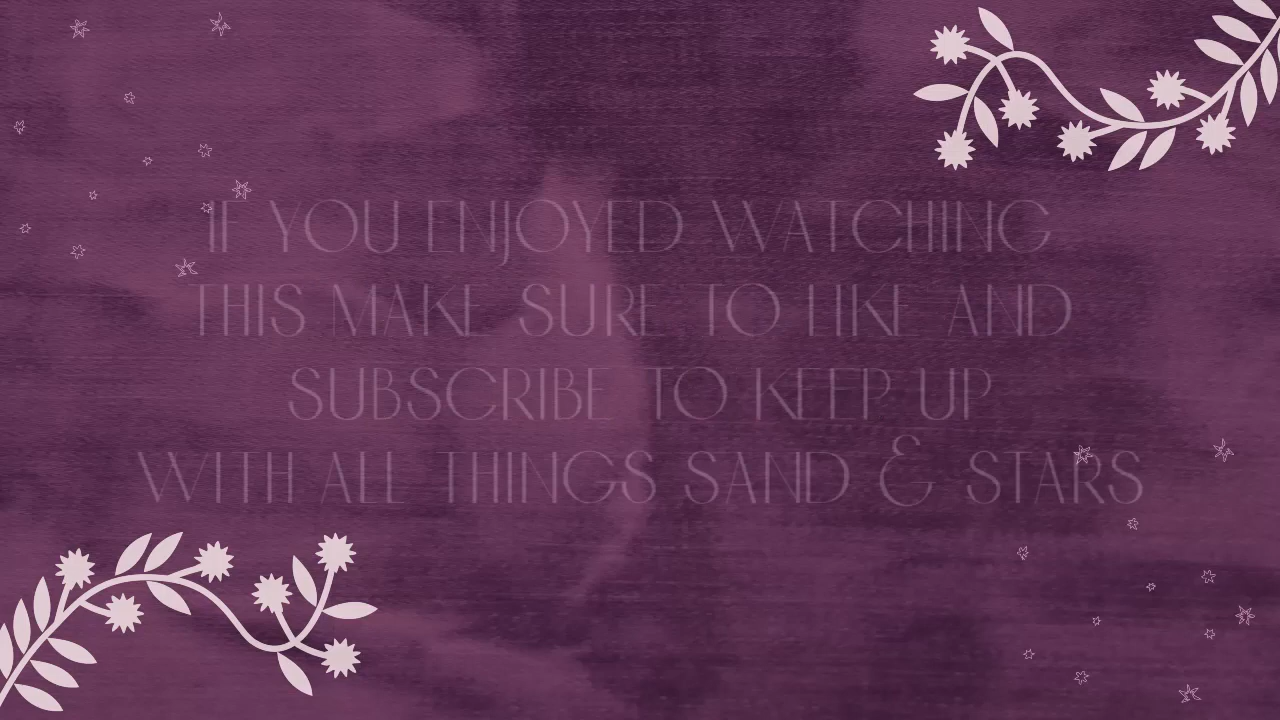 IF YOU ENJOYED WATCHING
THIS MAKE SURE TO LIKE AND
SUBSCRIBE TO KEEP UP
WITH ALL THINGS SAND & STARS